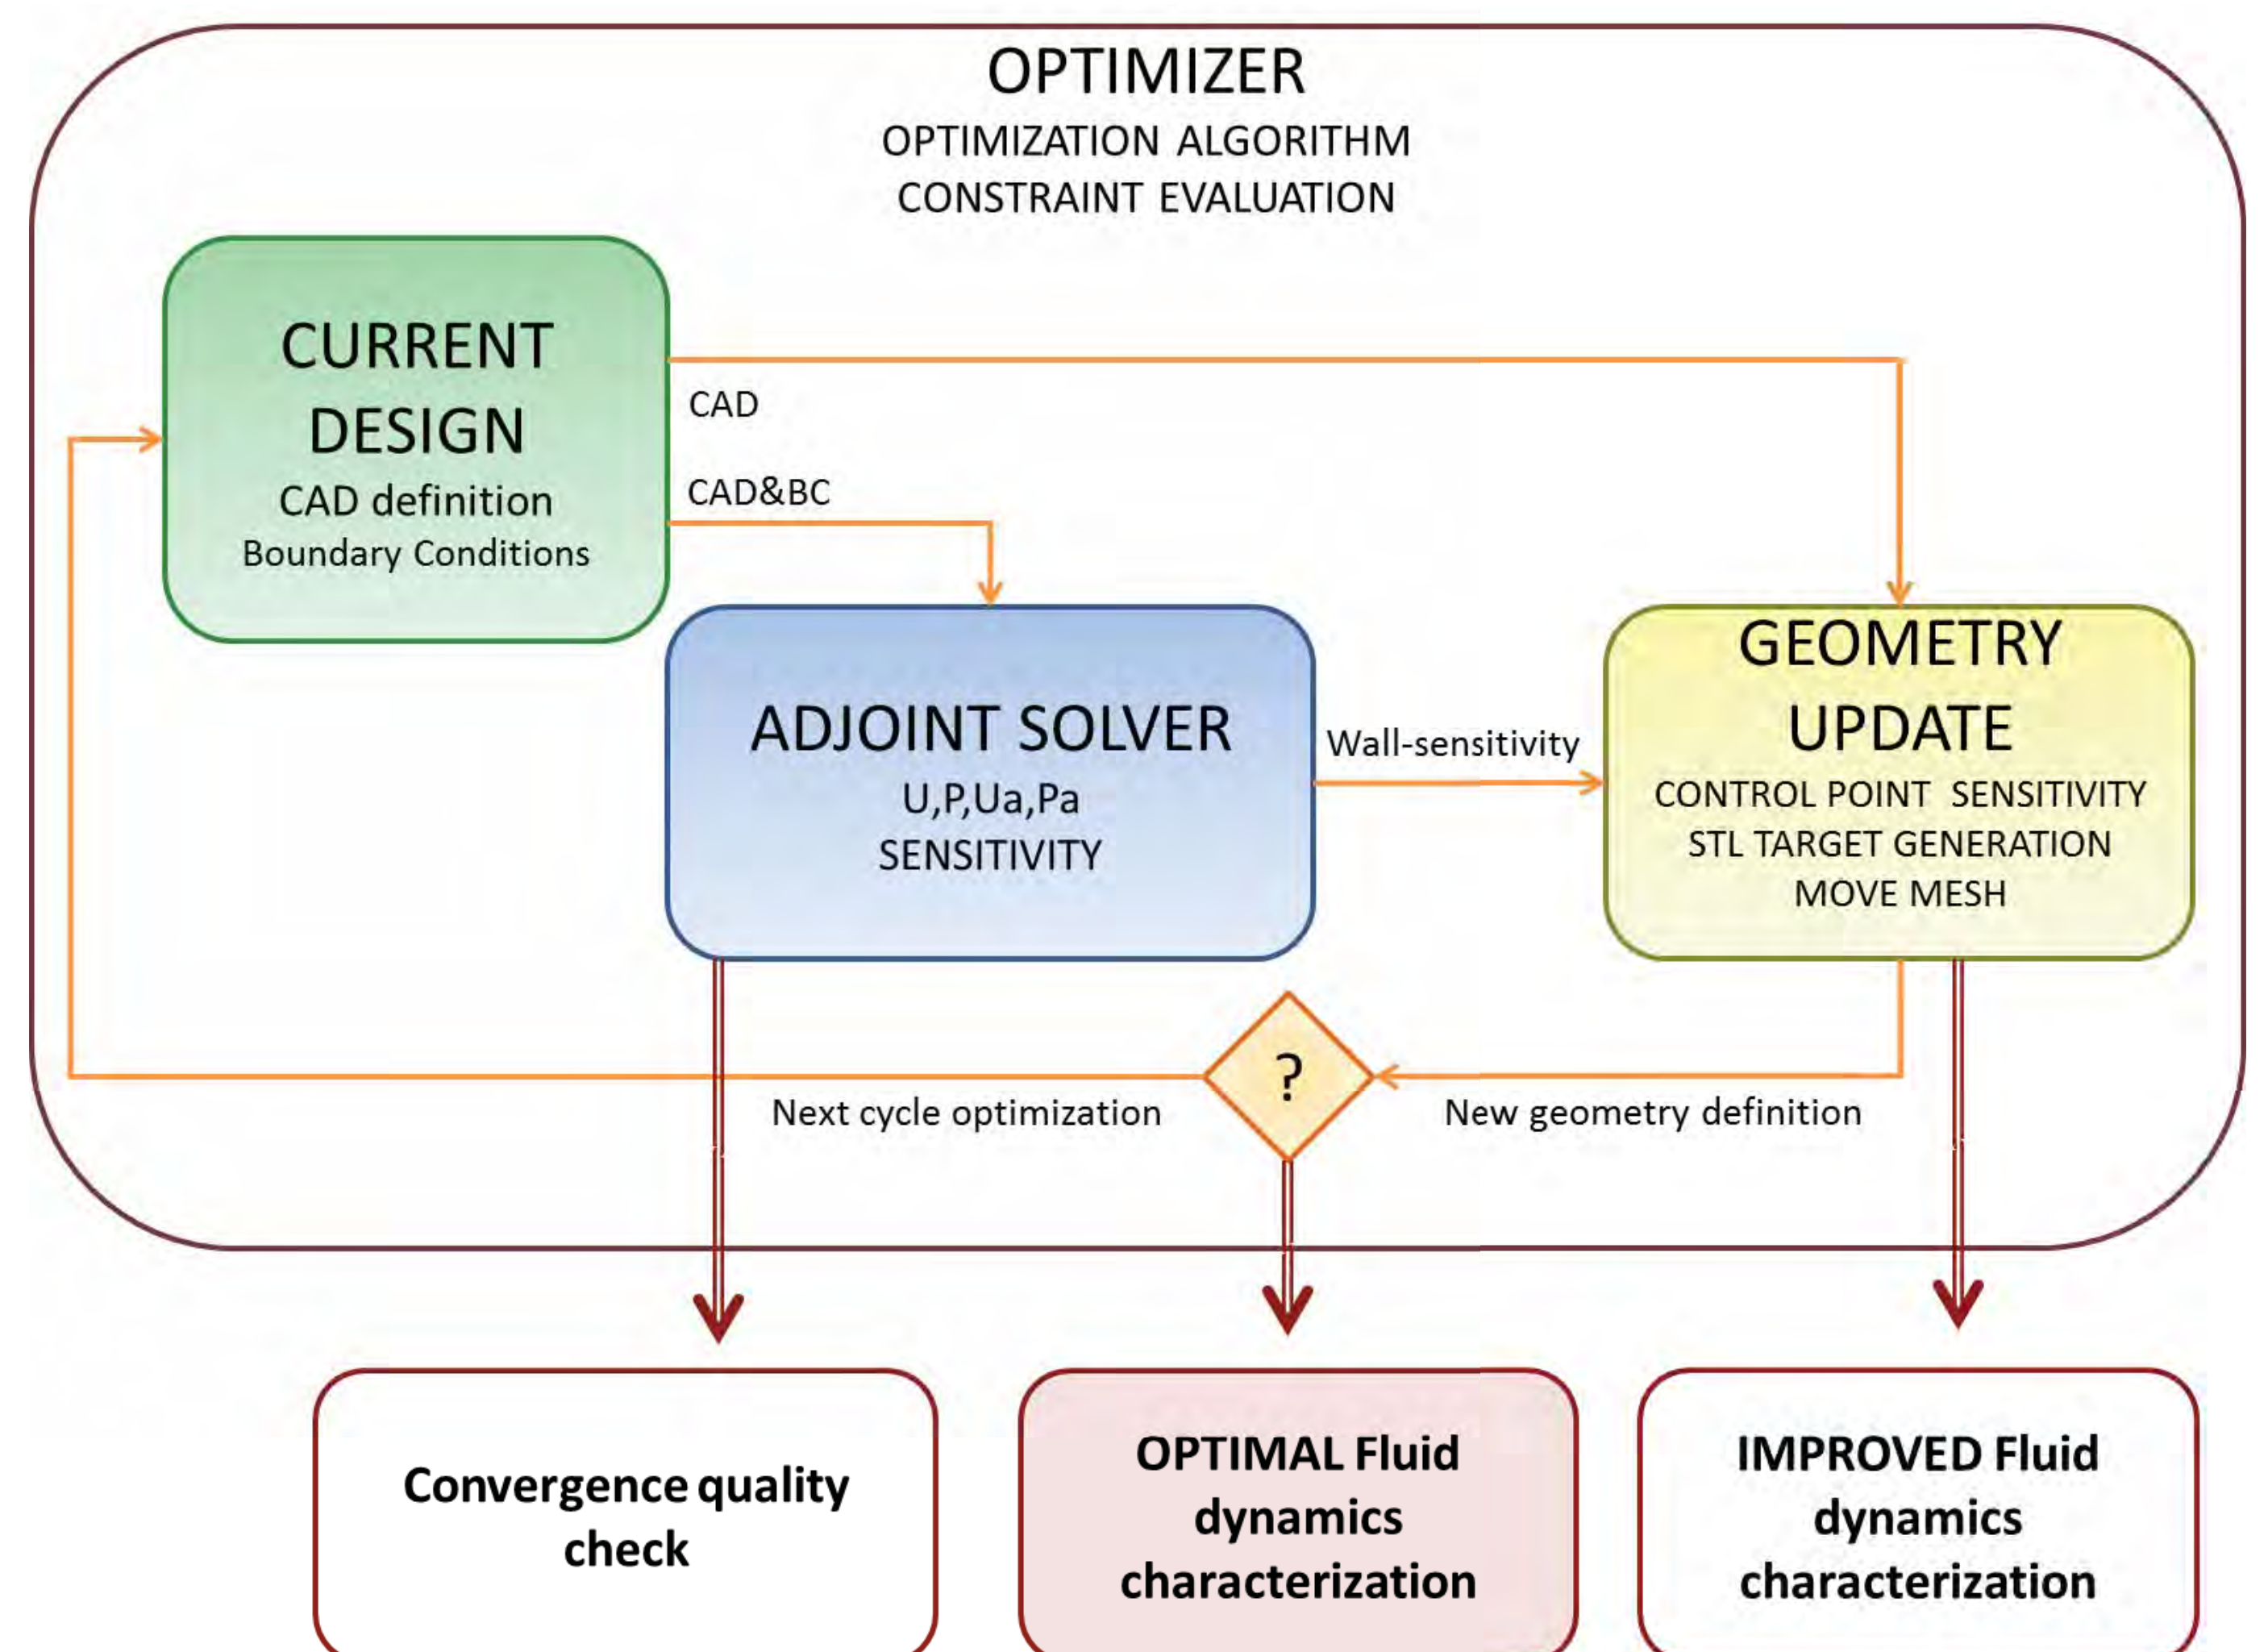 OPTIMIZER
OPTIMIZATION ALGORITHM
CONSTRAINT EVALUATION
CURRENT
DESIGN
CAD definition
Boundary Conditions
CAD
CAD&BC
ADJOINT SOLVER
U,P,Ua,Pa
SENSITIVITY
Wall-sensitivity
GEOMETRY
UPDATE
CONTROL POINT SENSITIVITY
STL TARGET GENERATION
MOVE MESH
?
Next cycle optimization
New geometry definition
Convergence quality
check
OPTIMAL Fluid
dynamics
characterization
IMPROVED Fluid
dynamics
characterization